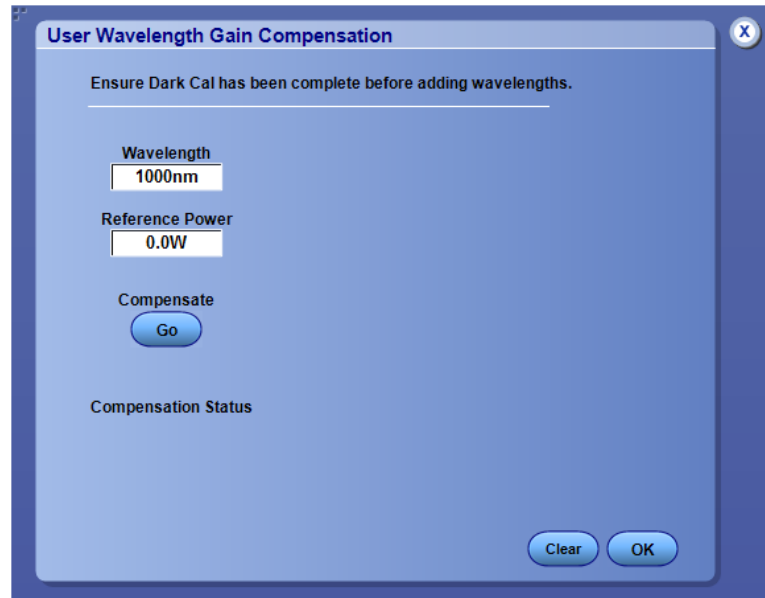 User Wavelength Gain Compensation
X
Ensure Dark Cal has been complete before adding wavelengths.
Wavelength
1000nm
Reference Power
0.0W
Compensate
Go
Compensation Status
Clear
OK